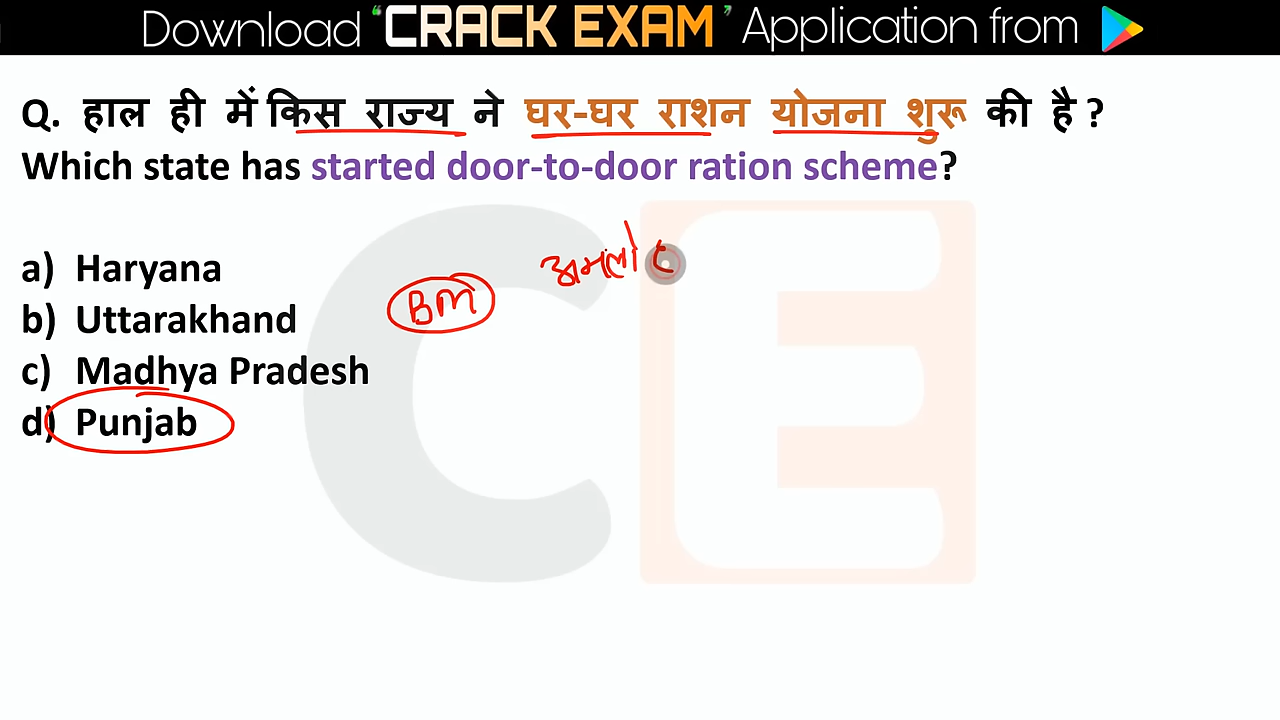 Download “CRACK EXAM” Application from
Q. हाल ही में किस राज्य ने घर-घर राशन योजना शुरू की है ?
Which state has started door-to-door ration scheme?
a) Haryana
b) Uttarakhand
c) Madhya Pradesh
d) Punjab
BM
CE